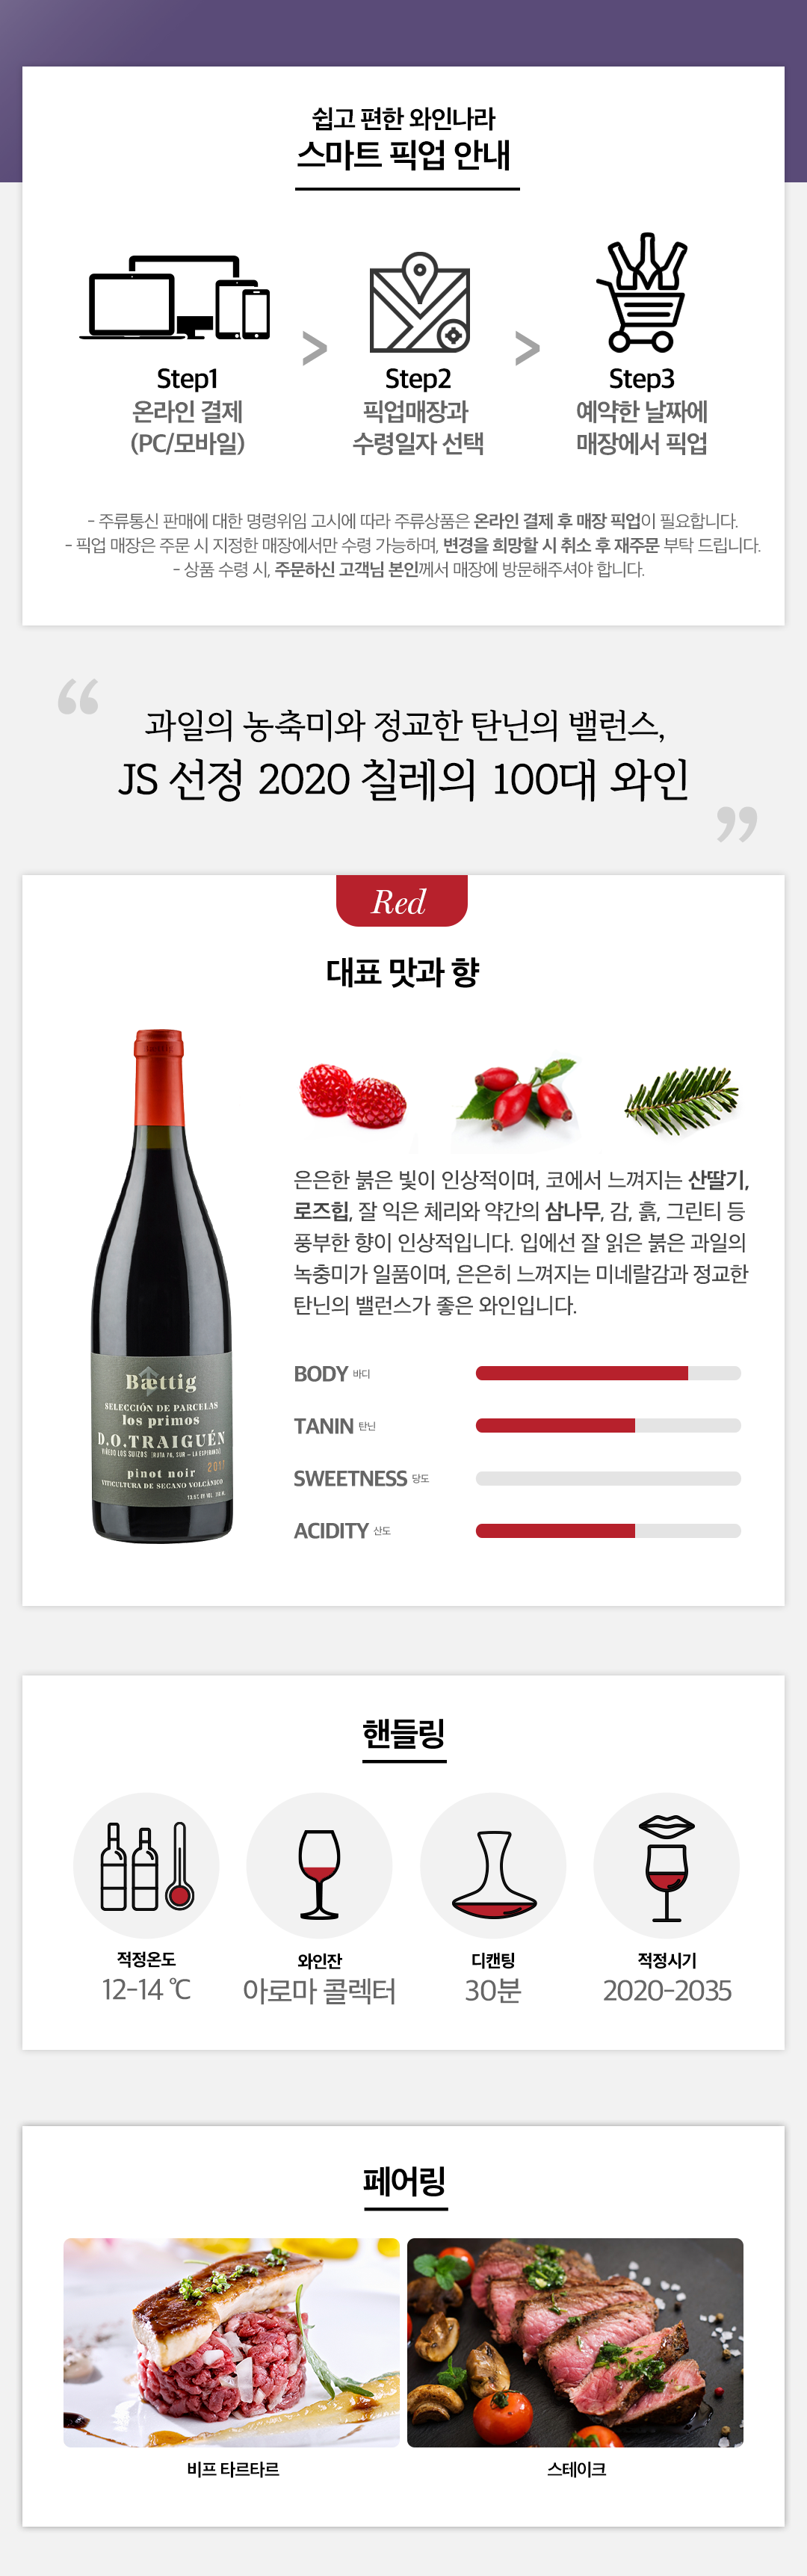 쉽고 편한 와인나라
스마트 픽업 안내
Step1
온라인 결제
(PC/모바일)
>
Step2
픽업매장과
수령일자 선택
>
Step3
예약한 날짜에
매장에서 픽업
- 주류통신 판매에 대한 명령위임 고시에 따라 주류상품은 온라인 결제 후 매장 픽업이 필요합니다.
- 픽업 매장은 주문 시 지정한 매장에서만 수령 가능하며, 변경을 희망할 시 취소 후 재주문 부탁 드립니다.
- 상품 수령 시, 주문하신 고객님 본인께서 매장에 방문해주셔야 합니다.
“
과일의 농축미와 정교한 탄닌의 밸런스,
JS 선정 2020 칠레의 100대 와인
”
Red
대표 맛과 향
은은한 붉은 빛이 인상적이며, 코에서 느껴지는 산딸기,
로즈힙, 잘 익은 체리와 약간의 삼나무, 감, 흙, 그린티 등
풍부한 향이 인상적입니다. 입에선 잘 읽은 붉은 과일의
녹충미가 일품이며, 은은히 느껴지는 미네랄감과 정교한
탄닌의 밸런스가 좋은 와인입니다.
Bættig
SELECCIÓN DE PARCELAS
los primos
D.O.TRAIGUÉN
VIÑEDO LOS SUIZOS [RUTA 76, SUR – LA ESPERANZA]
2017
pinot noir
VITICULTURA DE SECANO VOLCÁNICO
BODY 바디
TANIN 탄닌
SWEETNESS 당도
ACIDITY 산도
핸들링
적정온도
12-14 ℃
와인잔
아로마 콜렉터
디캔팅
30분
적정시기
2020-2035
페어링
비프 타르타르
스테이크